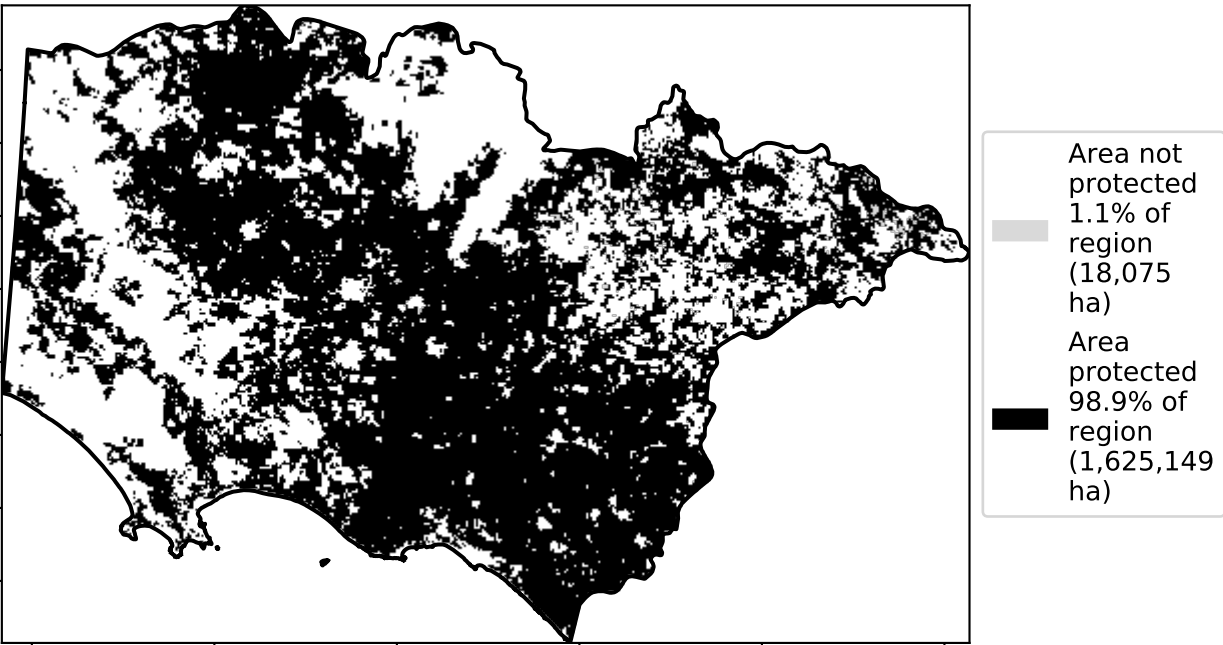 Area not
protected
1.1% of
region
(18,075
ha)
Area
protected
98.9% of
region
(1,625,149
ha)